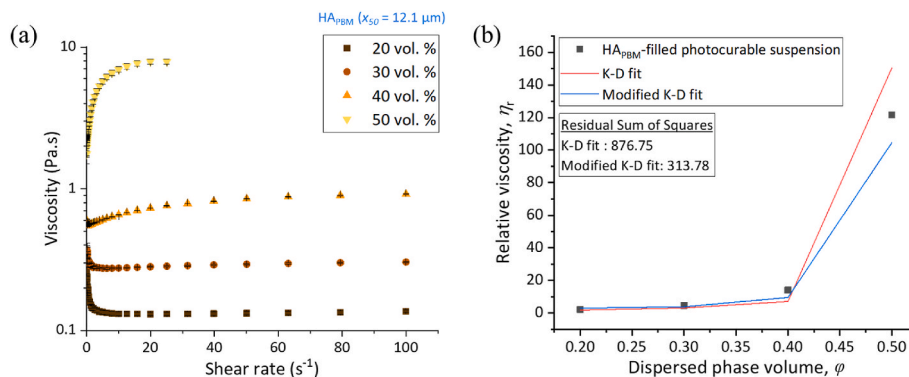 (a)
HA_PBM (x_50 = 12.1 μm)
20 vol. %
30 vol. %
40 vol. %
50 vol. %
Viscosity (Pa.s)
10
1
0.1
0 20 40 60 80 100
Shear rate (s⁻¹)
(b)
HA_PBM-filled photocurable suspension
K-D fit
Modified K-D fit
Residual Sum of Squares
K-D fit : 876.75
Modified K-D fit: 313.78
Relative viscosity, η_r
160
140
120
100
80
60
40
20
0
0.20 0.25 0.30 0.35 0.40 0.45 0.50
Dispersed phase volume, φ